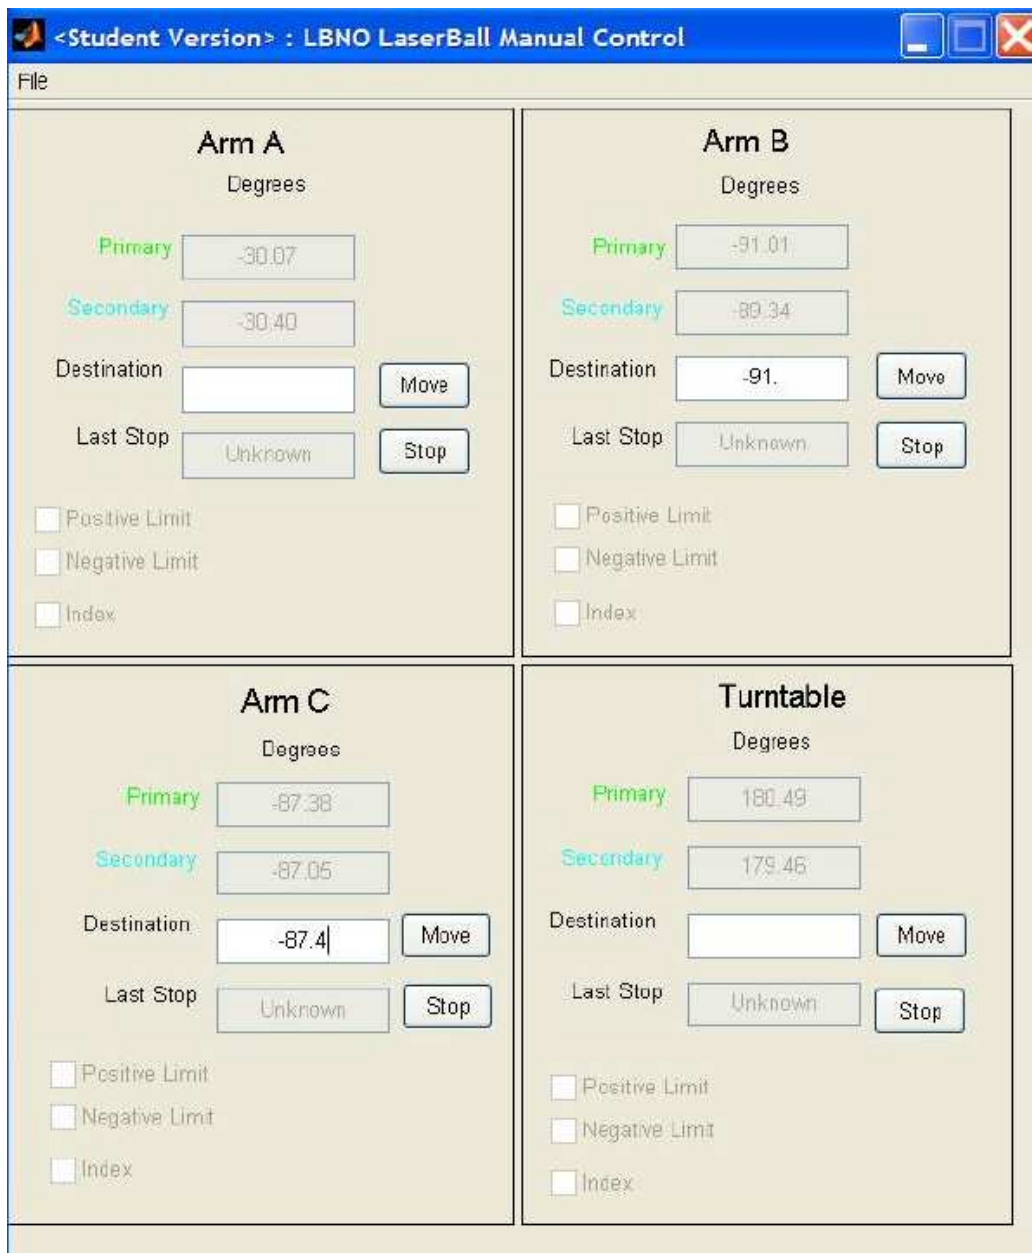 <Student Version> : LBNO LaserBall Manual Control
File
Arm A
Degrees
Primary -30.07
Secondary -30.40
Destination Move
Last Stop Unknown Stop
Positive Limit
Negative Limit
Index
Arm B
Degrees
Primary -91.01
Secondary -89.34
Destination -91. Move
Last Stop Unknown Stop
Positive Limit
Negative Limit
Index
Arm C
Degrees
Primary -87.38
Secondary -87.05
Destination -87.4 Move
Last Stop Unknown Stop
Positive Limit
Negative Limit
Index
Turntable
Degrees
Primary 180.49
Secondary 179.46
Destination Move
Last Stop Unknown Stop
Positive Limit
Negative Limit
Index